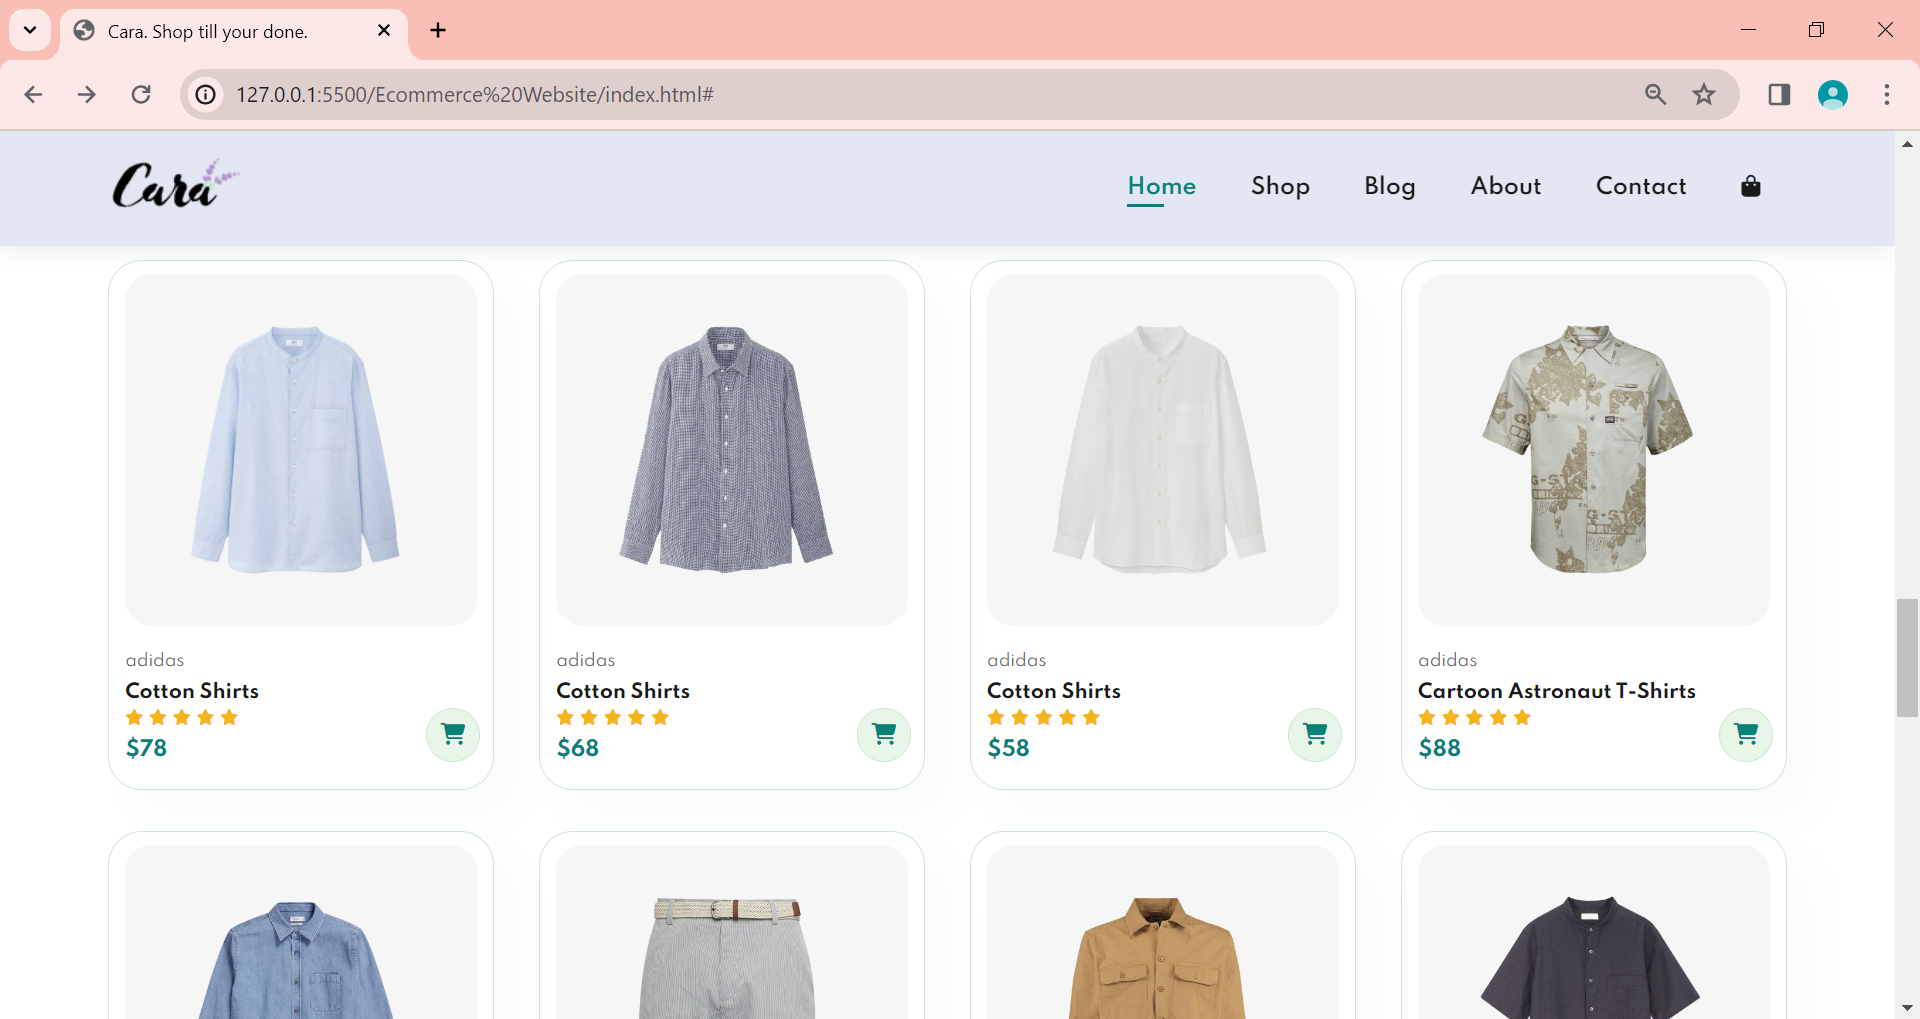 Cara. Shop till your done.
127.0.0.1:5500/Ecommerce%20Website/index.html#
Cara
Home Shop Blog About Contact
adidas
Cotton Shirts
$78
adidas
Cotton Shirts
$68
adidas
Cotton Shirts
$58
adidas
Cartoon Astronaut T-Shirts
$88